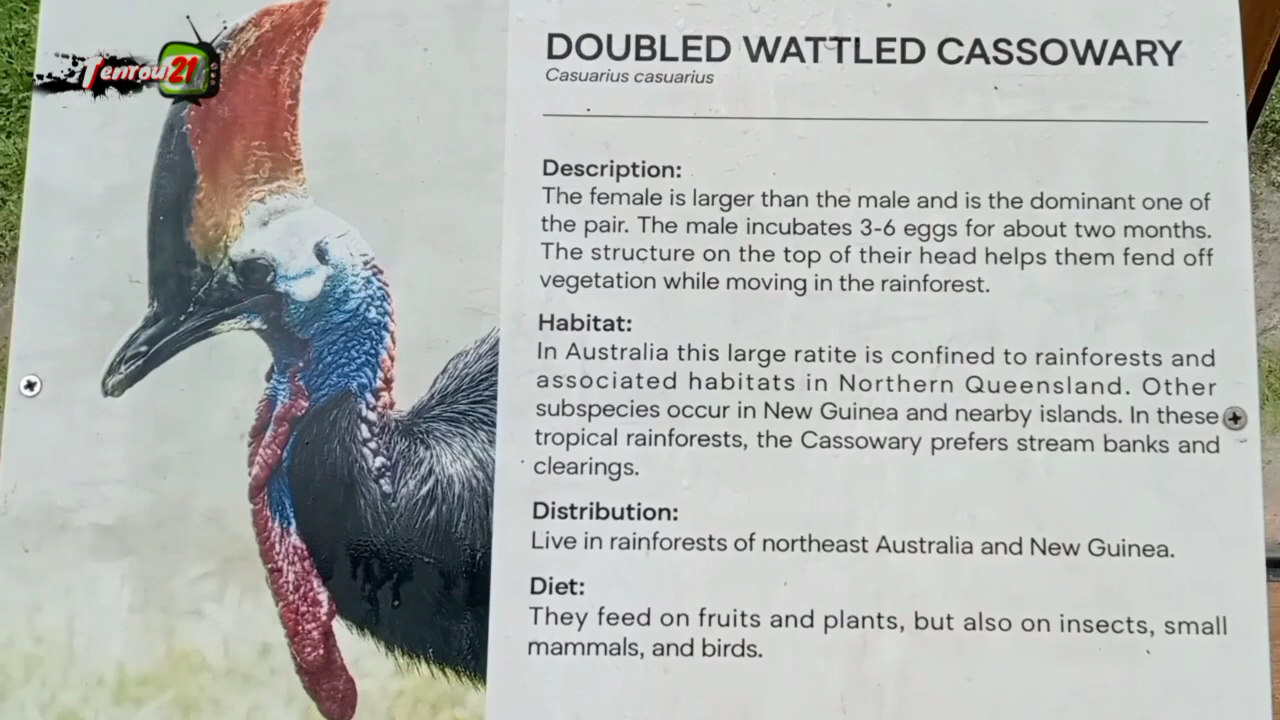 Tenrou21
DOUBLED WATTLED CASSOWARY
Casuarius casuarius
Description:
The female is larger than the male and is the dominant one of
the pair. The male incubates 3-6 eggs for about two months.
The structure on the top of their head helps them fend off
vegetation while moving in the rainforest.
Habitat:
In Australia this large ratite is confined to rainforests and
associated habitats in Northern Queensland. Other
subspecies occur in New Guinea and nearby islands. In these
tropical rainforests, the Cassowary prefers stream banks and
clearings.
Distribution:
Live in rainforests of northeast Australia and New Guinea.
Diet:
They feed on fruits and plants, but also on insects, small
mammals, and birds.